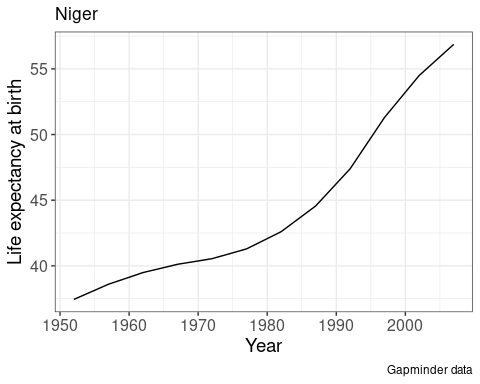 Niger
Life expectancy at birth
55
50
45
40
1950 1960 1970 1980 1990 2000
Year
Gapminder data